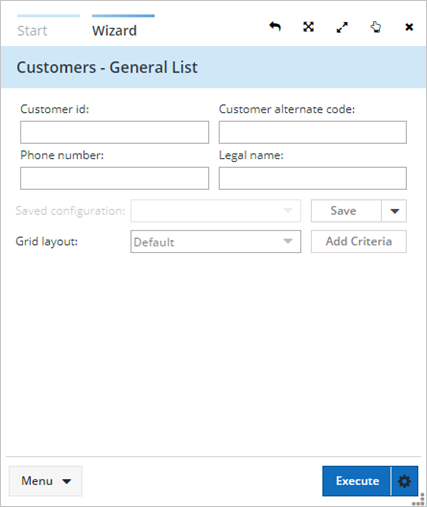 Start Wizard
Customers - General List
Customer id: Customer alternate code:
Phone number: Legal name:
Saved configuration: Save
Grid layout: Default Add Criteria
Menu Execute